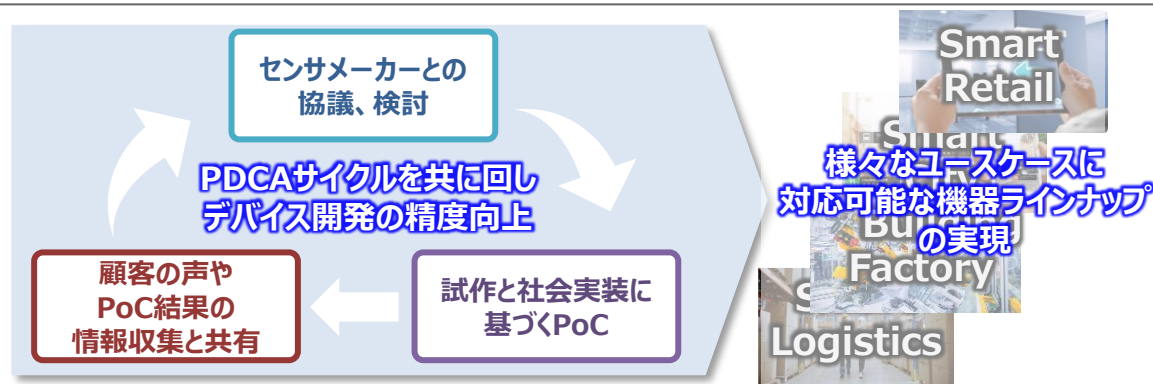 センサメーカーとの
協議、検討
PDCAサイクルを共に回し
デバイス開発の精度向上
顧客の声や
PoC結果の
情報収集と共有
試作と社会実装に
基づくPoC
Smart
Retail
Smart
様々なユースケースに
対応可能な機器ラインナップ
の実現
Building
Factory
Logistics